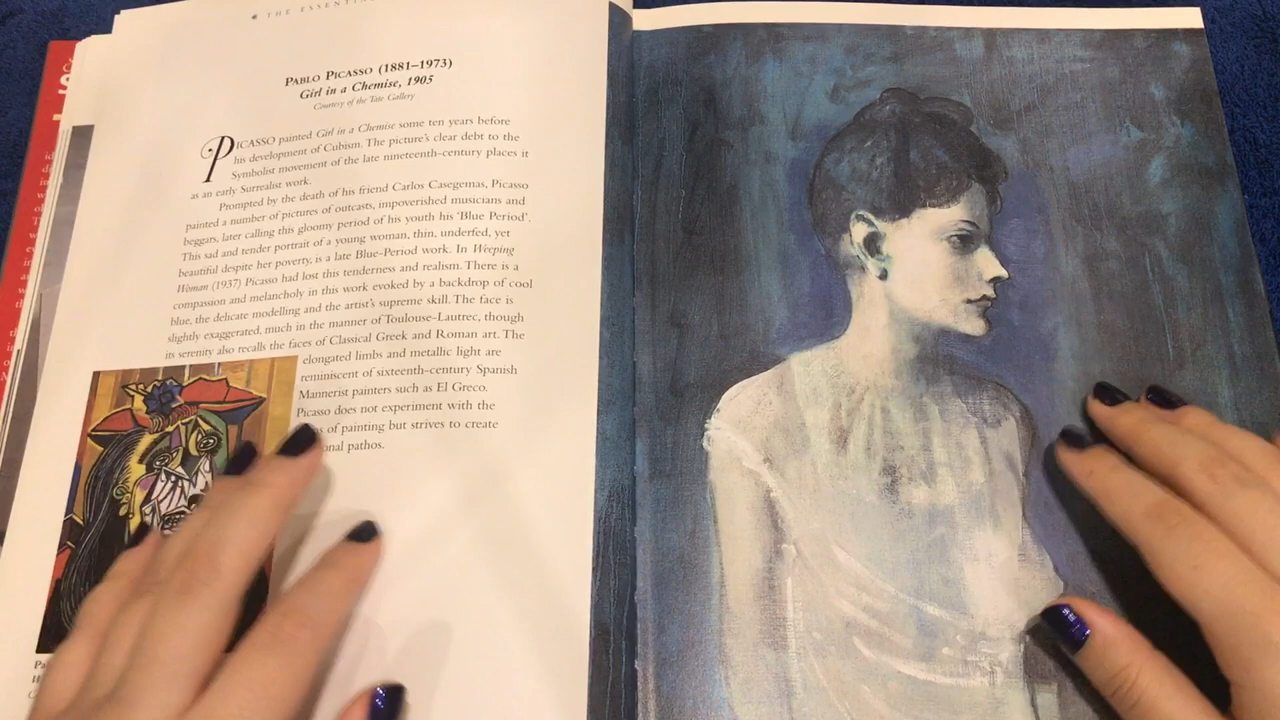 THE ESSENTIAL
PABLO PICASSO (1881–1973)
Girl in a Chemise, 1905
Courtesy of the Tate Gallery
PICASSO painted Girl in a Chemise some ten years before
his development of Cubism. The picture's clear debt to the
Symbolist movement of the late nineteenth-century places it
as an early Surrealist work.
Prompted by the death of his friend Carlos Casegemas, Picasso
painted a number of pictures of outcasts, impoverished musicians and
beggars, later calling this gloomy period of his youth his 'Blue Period'.
This sad and tender portrait of a young woman, thin, underfed, yet
beautiful despite her poverty, is a late Blue-Period work. In Weeping
Woman (1937) Picasso had lost this tenderness and realism. There is a
compassion and melancholy in this work evoked by a backdrop of cool
blue, the delicate modelling and the artist's supreme skill. The face is
slightly exaggerated, much in the manner of Toulouse-Lautrec, though
its serenity also recalls the faces of Classical Greek and Roman art. The
elongated limbs and metallic light are
reminiscent of sixteenth-century Spanish
Mannerist painters such as El Greco.
Picasso does not experiment with the
of painting but strives to create
onal pathos.